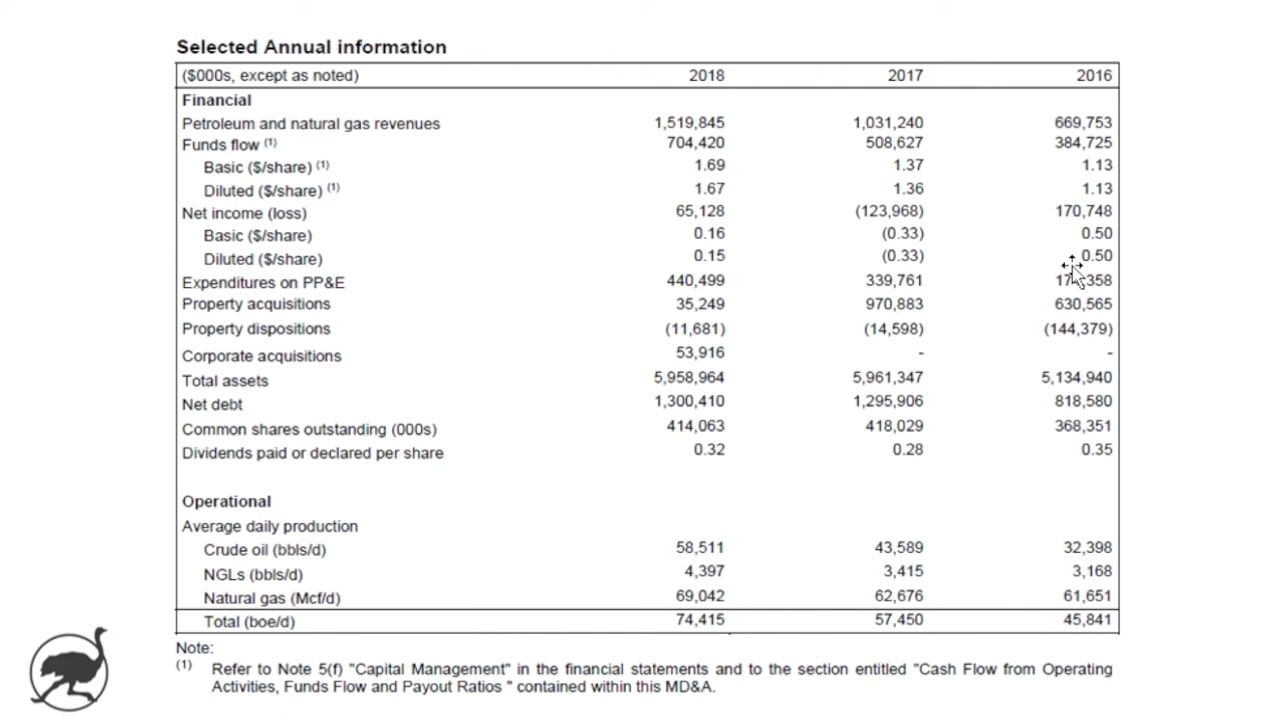 Selected Annual information
($000s, except as noted) 2018 2017 2016
Financial
Petroleum and natural gas revenues 1,519,845 1,031,240 669,753
Funds flow (1) 704,420 508,627 384,725
Basic ($/share) (1) 1.69 1.37 1.13
Diluted ($/share) (1) 1.67 1.36 1.13
Net income (loss) 65,128 (123,968) 170,748
Basic ($/share) 0.16 (0.33) 0.50
Diluted ($/share) 0.15 (0.33) 0.50
Expenditures on PP&E 440,499 339,761
Property acquisitions 35,249 970,883 630,565
Property dispositions (11,681) (14,598) (144,379)
Corporate acquisitions 53,916 - -
Total assets 5,958,964 5,961,347 5,134,940
Net debt 1,300,410 1,295,906 818,580
Common shares outstanding (000s) 414,063 418,029 368,351
Dividends paid or declared per share 0.32 0.28 0.35
Operational
Average daily production
Crude oil (bbls/d) 58,511 43,589 32,398
NGLs (bbls/d) 4,397 3,415 3,168
Natural gas (Mcf/d) 69,042 62,676 61,651
Total (boe/d) 74,415 57,450 45,841
Note:
(1) Refer to Note 5(f) "Capital Management" in the financial statements and to the section entitled "Cash Flow from Operating
Activities, Funds Flow and Payout Ratios " contained within this MD&A.